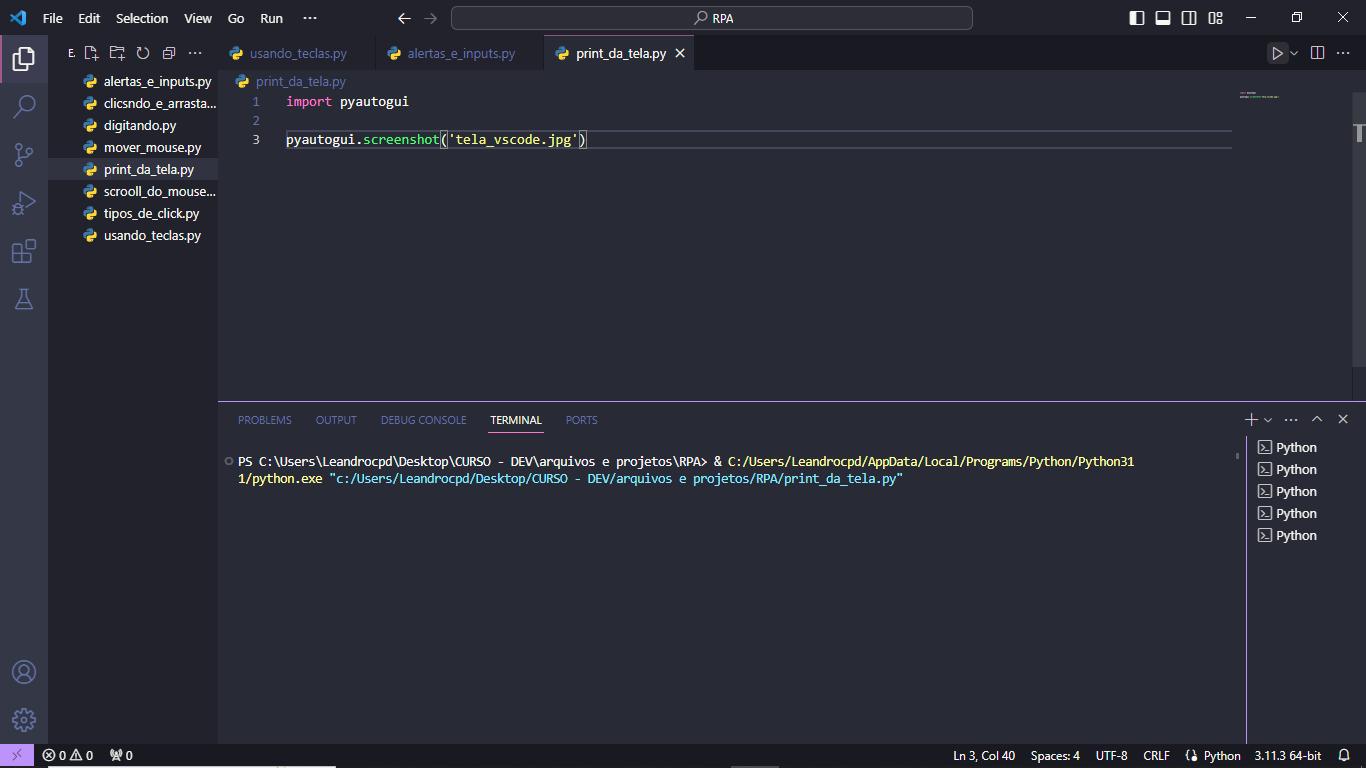 File Edit Selection View Go Run ···
RPA
E
usando_teclas.py
alertas_e_inputs.py
print_da_tela.py
alertas_e_inputs.py
clicsndo_e_arrasta...
digitando.py
mover_mouse.py
print_da_tela.py
scrooll_do_mouse...
tipos_de_click.py
usando_teclas.py
print_da_tela.py
1 import pyautogui
2
3 pyautogui.screenshot('tela_vscode.jpg')
PROBLEMS OUTPUT DEBUG CONSOLE TERMINAL PORTS
PS C:\Users\Leandrocpd\Desktop\CURSO - DEV\arquivos e projetos\RPA> & C:/Users/Leandrocpd/AppData/Local/Programs/Python/Python31
1/python.exe "c:/Users/Leandrocpd/Desktop/CURSO - DEV/arquivos e projetos/RPA/print_da_tela.py"
Python
Python
Python
Python
Python
0 0 0
Ln 3, Col 40 Spaces: 4 UTF-8 CRLF Python 3.11.3 64-bit